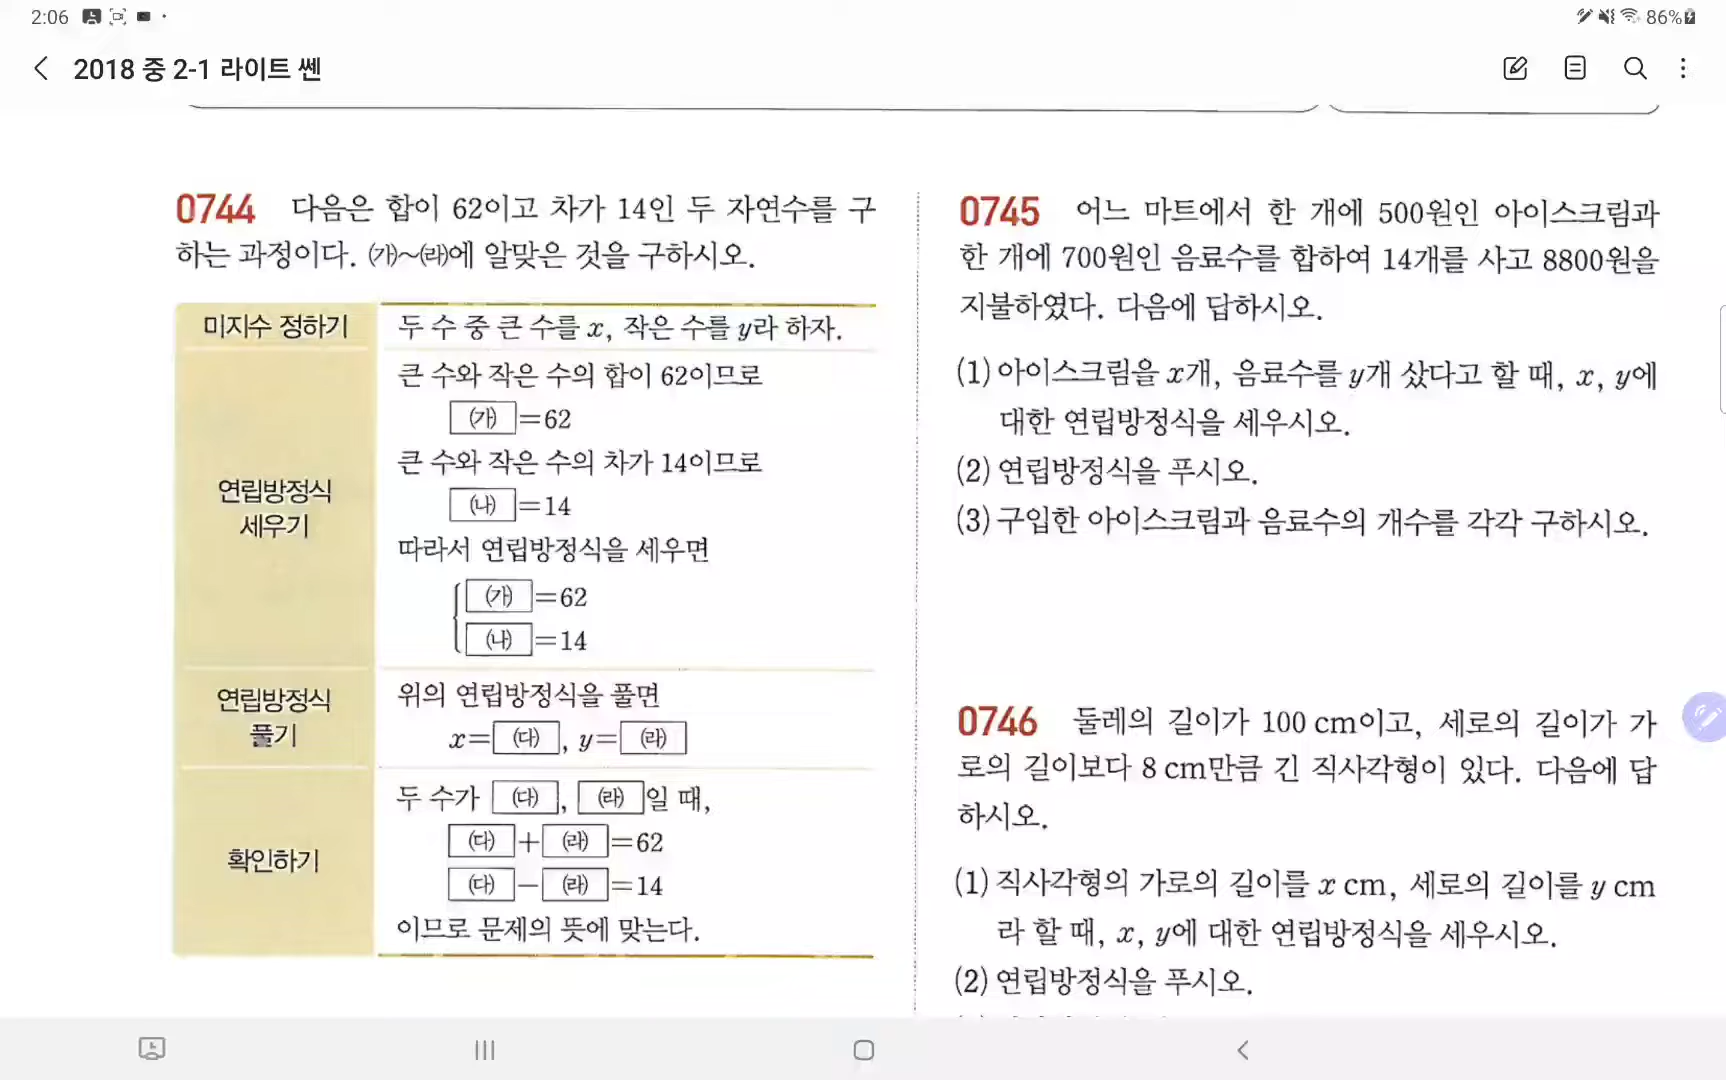 2:06
86%
2018 중 2-1 라이트 쎈
0744 다음은 합이 62이고 차가 14인 두 자연수를 구
하는 과정이다. ㈎~㈑에 알맞은 것을 구하시오.
미지수 정하기
두 수 중 큰 수를 x, 작은 수를 y라 하자.
연립방정식
세우기
큰 수와 작은 수의 합이 62이므로
㈎ =62
큰 수와 작은 수의 차가 14이므로
㈏ =14
따라서 연립방정식을 세우면
㈎ =62
㈏ =14
연립방정식
풀기
위의 연립방정식을 풀면
x= ㈐ , y= ㈑
확인하기
두 수가 ㈐ , ㈑ 일 때,
㈐ + ㈑ =62
㈐ - ㈑ =14
이므로 문제의 뜻에 맞는다.
0745 어느 마트에서 한 개에 500원인 아이스크림과
한 개에 700원인 음료수를 합하여 14개를 사고 8800원을
지불하였다. 다음에 답하시오.
(1) 아이스크림을 x개, 음료수를 y개 샀다고 할 때, x, y에
대한 연립방정식을 세우시오.
(2) 연립방정식을 푸시오.
(3) 구입한 아이스크림과 음료수의 개수를 각각 구하시오.
0746 둘레의 길이가 100 cm이고, 세로의 길이가 가
로의 길이보다 8 cm만큼 긴 직사각형이 있다. 다음에 답
하시오.
(1) 직사각형의 가로의 길이를 x cm, 세로의 길이를 y cm
라 할 때, x, y에 대한 연립방정식을 세우시오.
(2) 연립방정식을 푸시오.